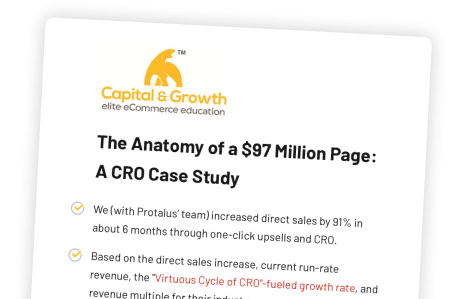 TM
Capital & Growth
elite eCommerce education
The Anatomy of a $97 Million Page:
A CRO Case Study
We (with Protalus' team) increased direct sales by 91% in
about 6 months through one-click upsells and CRO.
Based on the direct sales increase, current run-rate
revenue, the "Virtuous Cycle of CRO"-fueled growth rate, and
revenue multiple for their